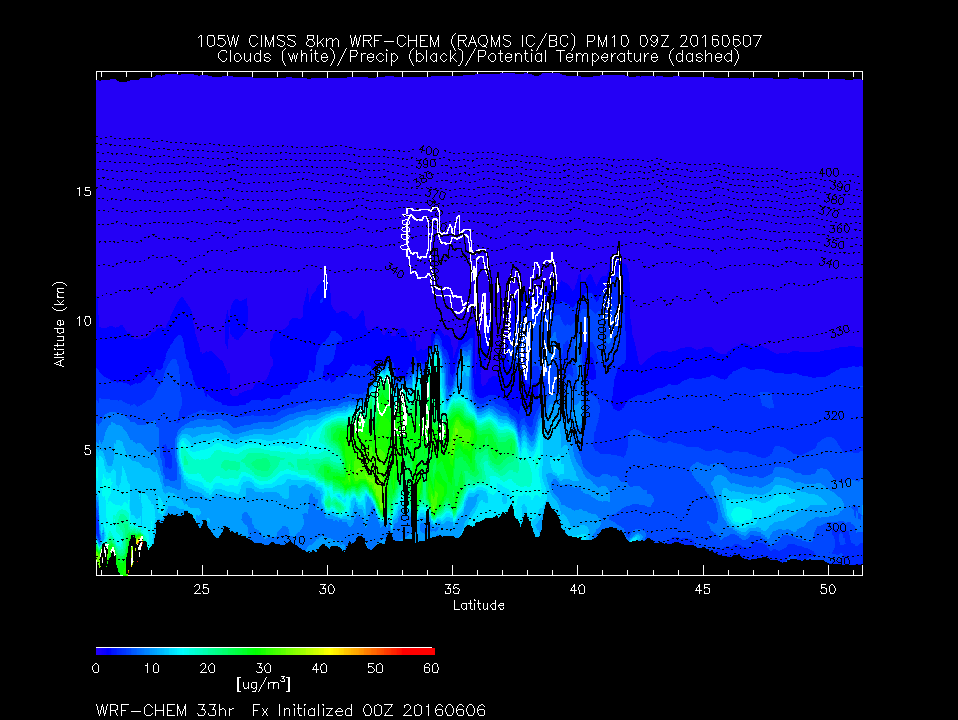 105W CIMSS 8km WRF-CHEM (RAQMS IC/BC) PM10 09Z 20160607
Clouds (white)/Precip (black)/Potential Temperature (dashed)
400
400
390
380
370
360
350
340
340
330
320
310
310
300
15
10
5
Altitude (km)
25 30 35 40 45 50
Latitude
0 10 20 30 40 50 60
[ug/m³]
WRF-CHEM 33hr Fx Initialized 00Z 20160606